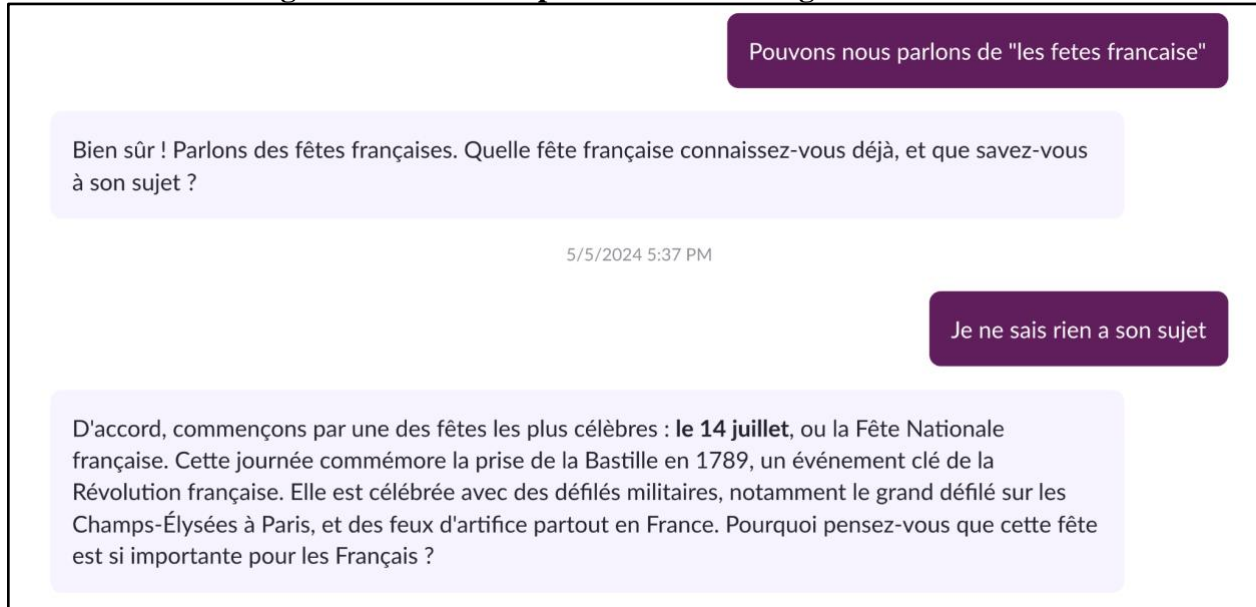 Pouvons nous parlons de "les fetes francaise"
Bien sûr ! Parlons des fêtes françaises. Quelle fête française connaissez-vous déjà, et que savez-vous
à son sujet ?
5/5/2024 5:37 PM
Je ne sais rien a son sujet
D'accord, commençons par une des fêtes les plus célèbres : le 14 juillet, ou la Fête Nationale
française. Cette journée commémore la prise de la Bastille en 1789, un événement clé de la
Révolution française. Elle est célébrée avec des défilés militaires, notamment le grand défilé sur les
Champs-Élysées à Paris, et des feux d'artifice partout en France. Pourquoi pensez-vous que cette fête
est si importante pour les Français ?